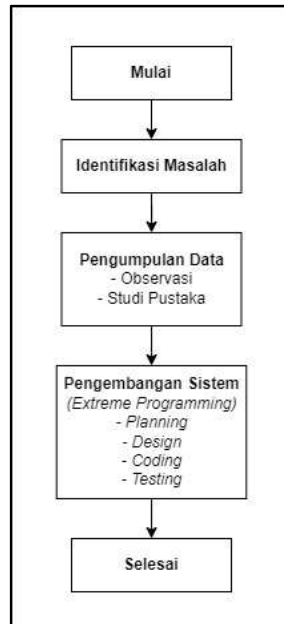 Mulai
Identifikasi Masalah
Pengumpulan Data
- Observasi
- Studi Pustaka
Pengembangan Sistem
(Extreme Programming)
- Planning
- Design
- Coding
- Testing
Selesai